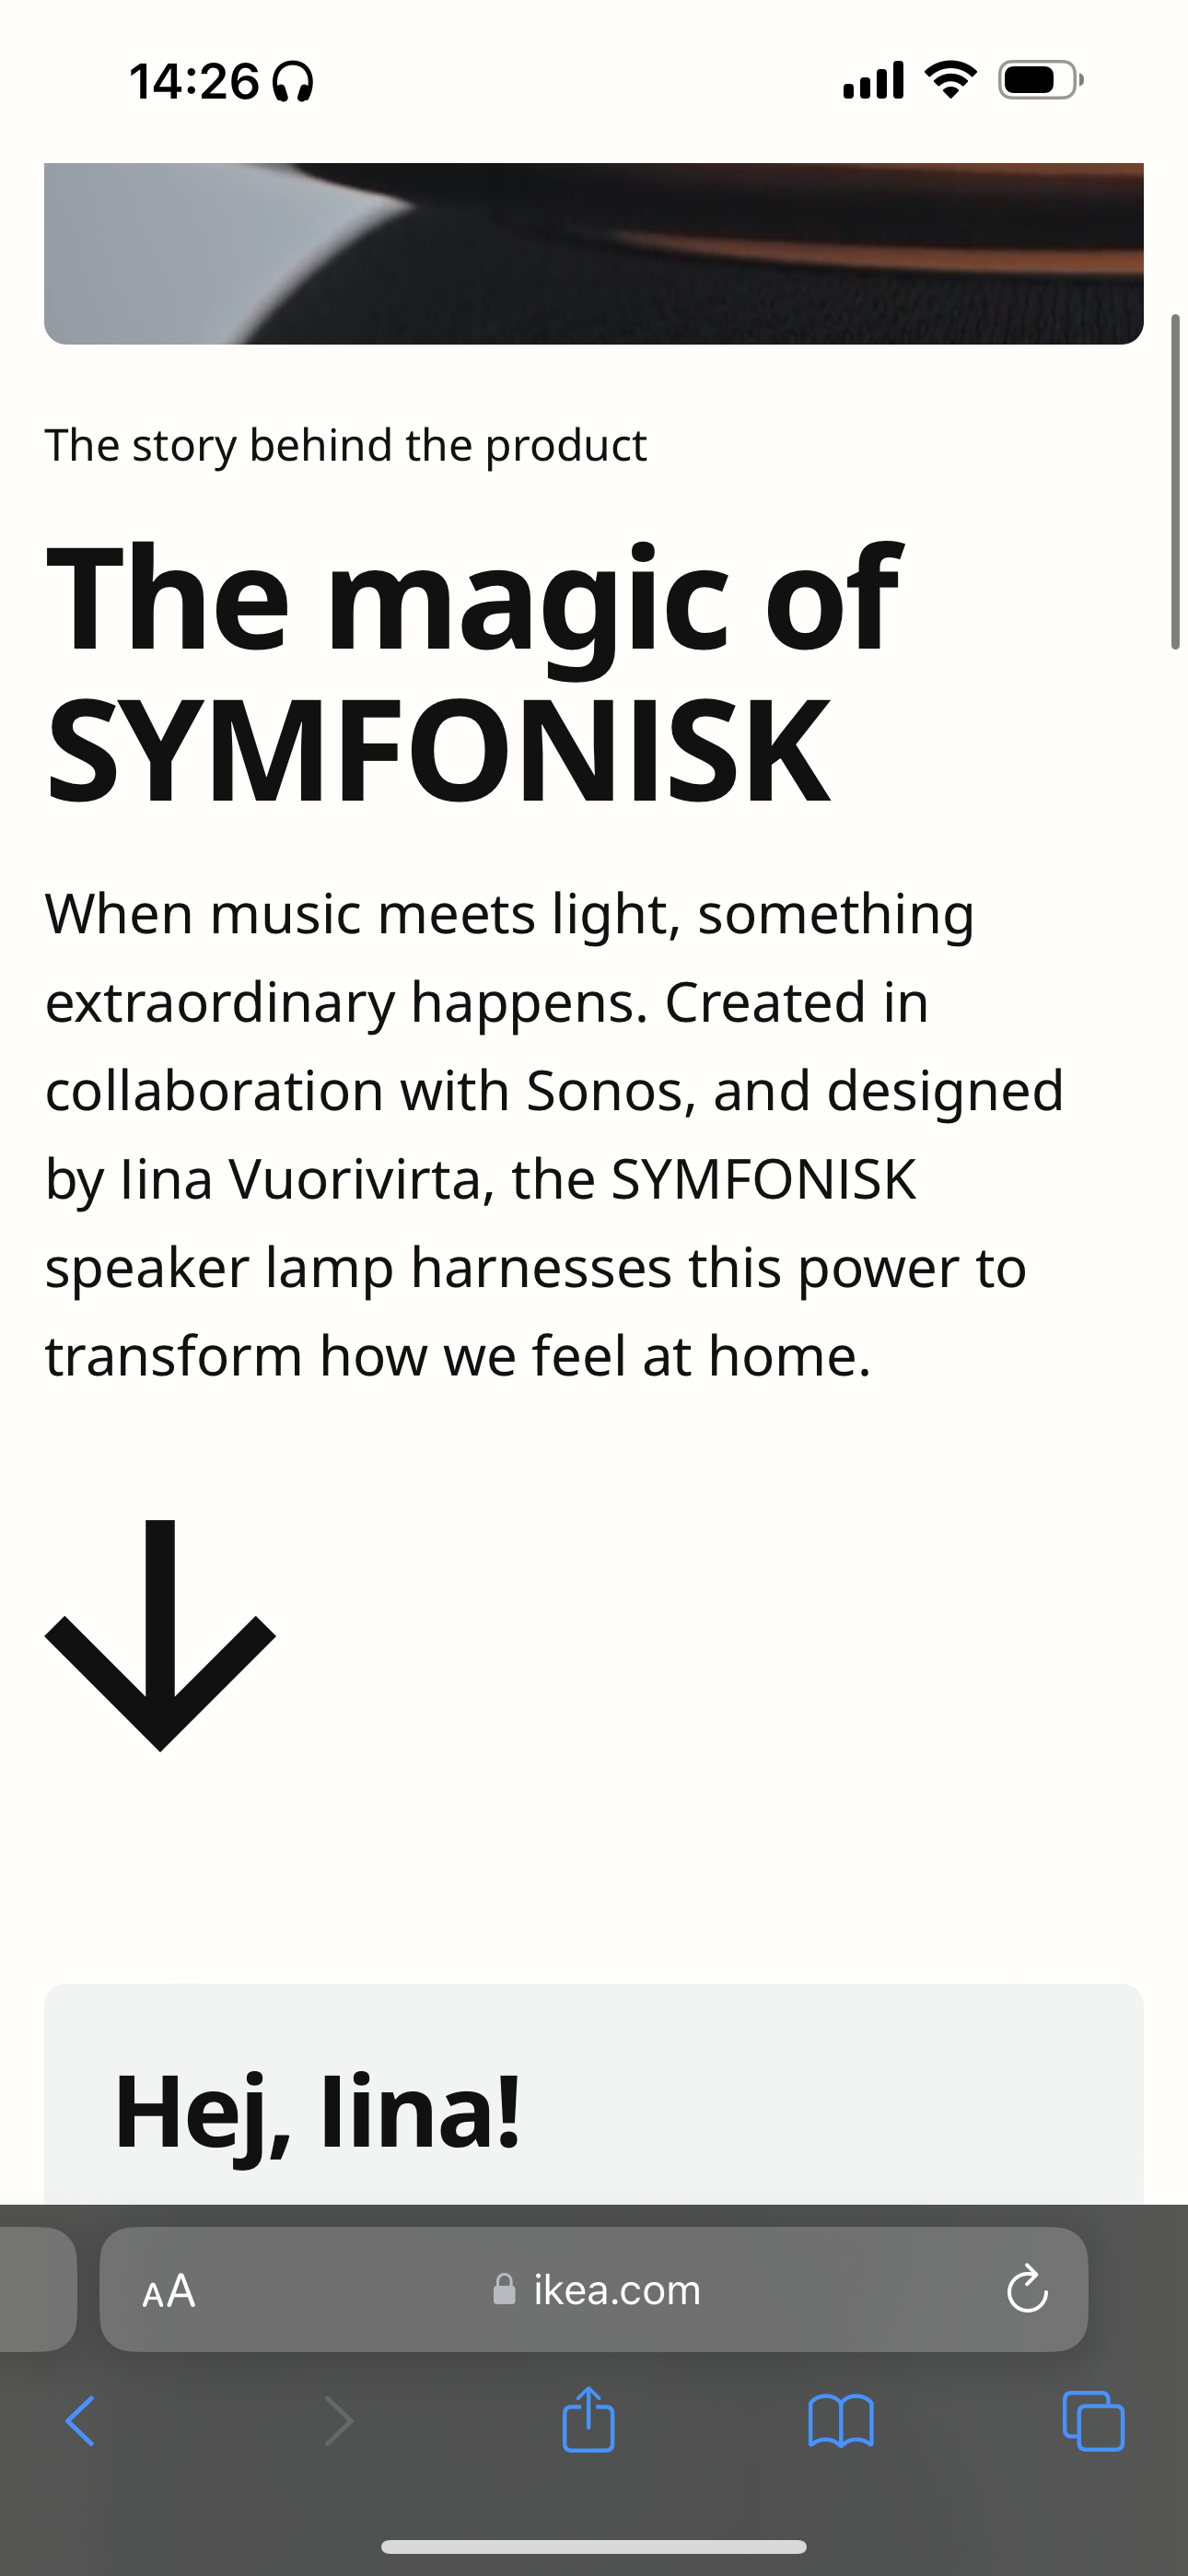 14:26
The story behind the product
The magic of
SYMFONISK
When music meets light, something
extraordinary happens. Created in
collaboration with Sonos, and designed
by Iina Vuorivirta, the SYMFONISK
speaker lamp harnesses this power to
transform how we feel at home.
Hej, Iina!
AA ikea.com